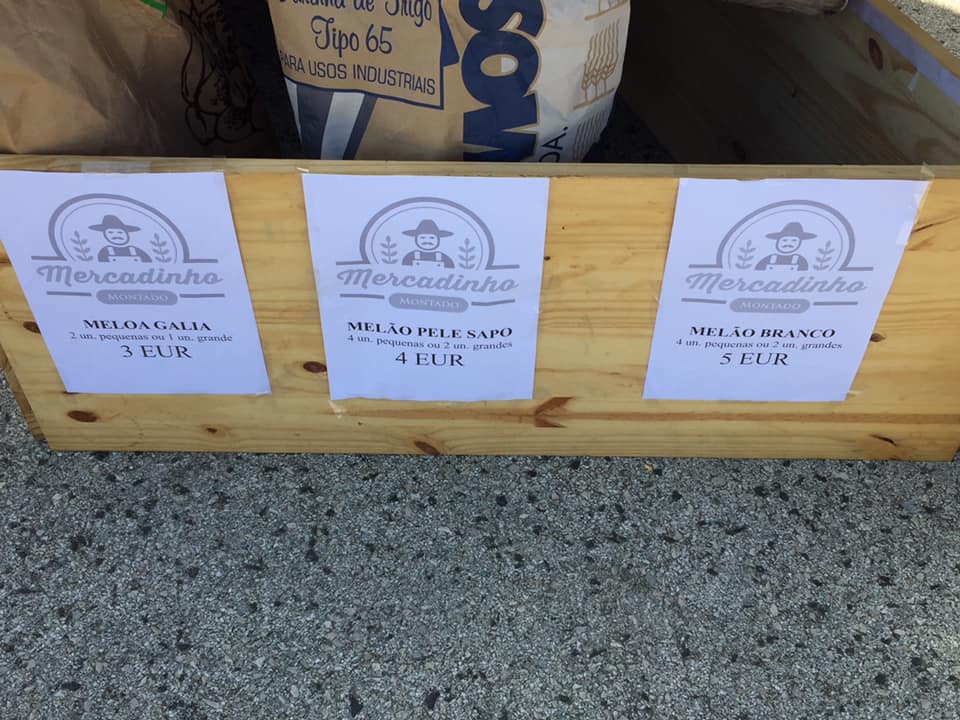 de Trigo
Tipo 65
PARA USOS INDUSTRIAIS
MOS
DA.
Mercadinho
MONTADO
MELOA GALIA
2 un. pequenas ou 1 un. grande
3 EUR
Mercadinho
MONTADO
MELÃO PELE SAPO
4 un. pequenas ou 2 un. grandes
4 EUR
Mercadinho
MONTADO
MELÃO BRANCO
4 un. pequenas ou 2 un. grandes
5 EUR